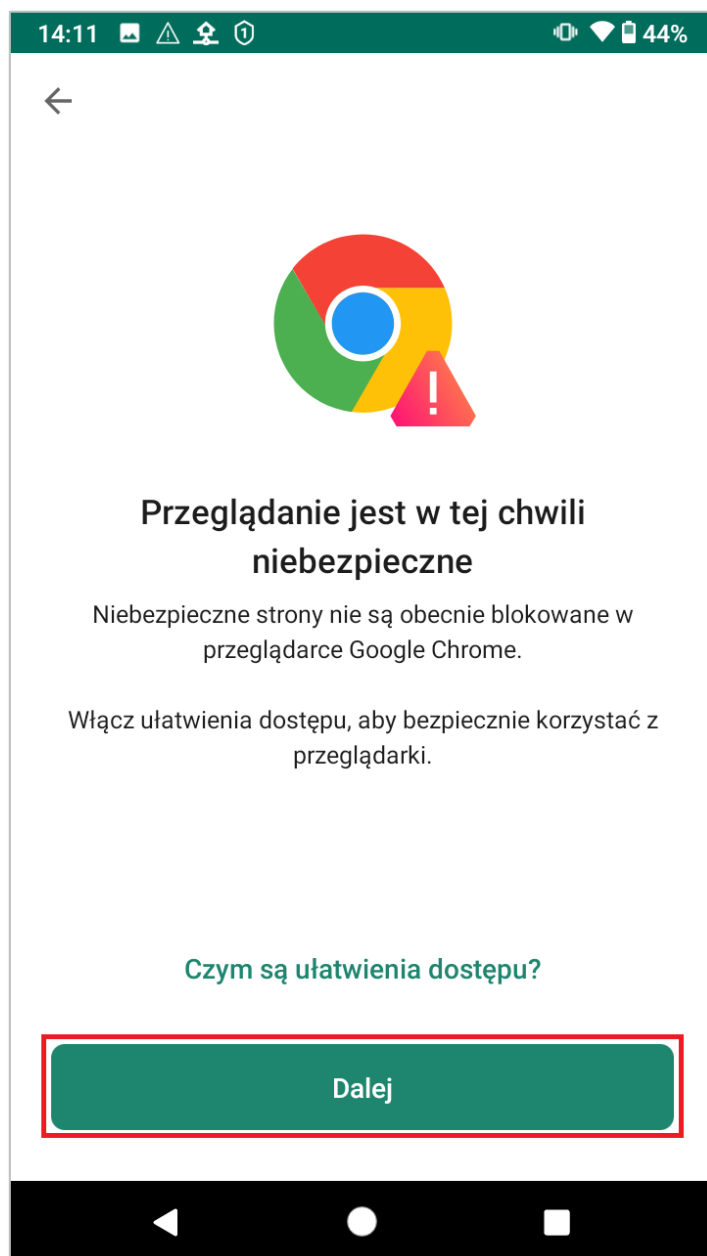 14:11 44%
Przeglądanie jest w tej chwili
niebezpieczne
Niebezpieczne strony nie są obecnie blokowane w
przeglądarce Google Chrome.
Włącz ułatwienia dostępu, aby bezpiecznie korzystać z
przeglądarki.
Czym są ułatwienia dostępu?
Dalej